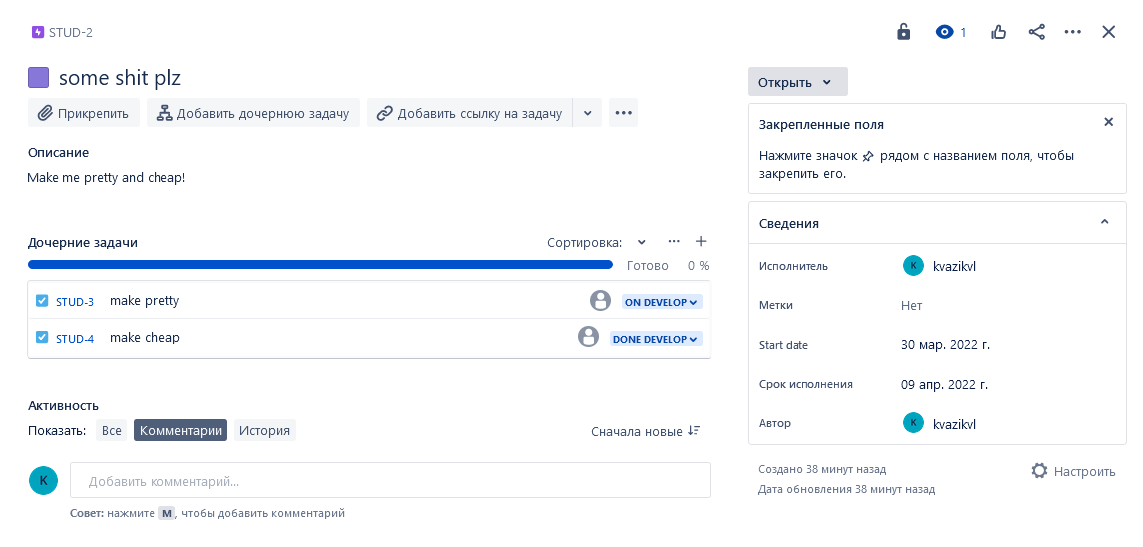 STUD-2
1
some shit plz
Прикрепить
Добавить дочернюю задачу
Добавить ссылку на задачу
Описание
Make me pretty and cheap!
Дочерние задачи
Сортировка:
Готово 0 %
STUD-3 make pretty ON DEVELOP
STUD-4 make cheap DONE DEVELOP
Активность
Показать: Все Комментарии История
Сначала новые
K
Добавить комментарий...
Совет: нажмите M, чтобы добавить комментарий
Открыть
Закрепленные поля
Нажмите значок рядом с названием поля, чтобы
закрепить его.
Сведения
Исполнитель K kvazikvl
Метки Нет
Start date 30 мар. 2022 г.
Срок исполнения 09 апр. 2022 г.
Автор K kvazikvl
Создано 38 минут назад
Дата обновления 38 минут назад
Настроить